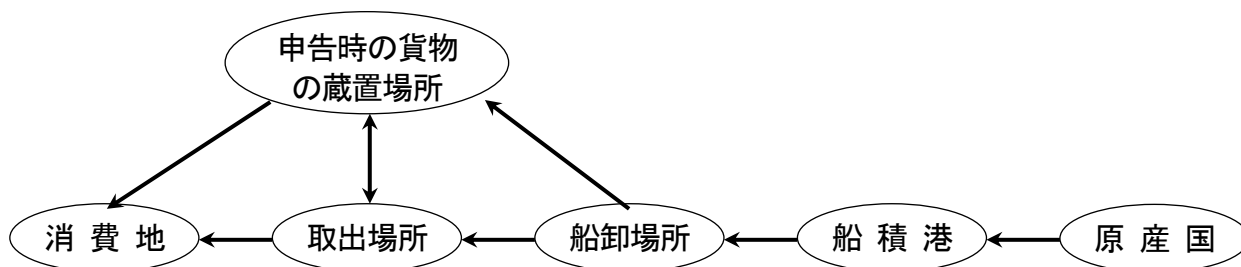 申告時の貨物
の蔵置場所
消費地
取出場所
船卸場所
船積港
原産国